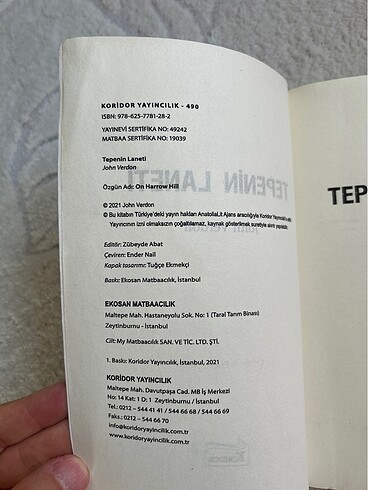 KORİDOR YAYINCILIK - 490
ISBN: 978-625-7781-28-2
YAYINEVİ SERTİFİKA NO: 49242
MATBAA SERTİFİKA NO: 19039
Tepenin Laneti
John Verdon
Özgün Adı: On Harrow Hill
© 2021 John Verdon
© Bu kitabın Türkiye'deki yayın hakları AnatoliaLit Ajans aracılığıyla Koridor Yayıncılık'a aittir.
Yayıncının izni olmaksızın çoğaltılamaz, kaynak gösterilmek suretiyle alıntı yapılabilir.
Editör: Zübeyde Abat
Çeviren: Ender Nail
Kapak tasarımı: Tuğçe Ekmekçi
Baskı: Ekosan Matbaacılık, İstanbul
EKOSAN MATBAACILIK
Maltepe Mah. Hastaneyolu Sok. No: 1 (Taral Tarım Binası)
Zeytinburnu - İstanbul
Cilt: My Matbaacılık SAN. VE TİC. LTD. ŞTİ.
1. Baskı: Koridor Yayıncılık, İstanbul, 2021
KORİDOR YAYINCILIK
Maltepe Mah. Davutpaşa Cad. MB İş Merkezi
No: 14 Kat: 1 D: 1 Zeytinburnu / İstanbul
Tel.: 0212 – 544 41 41 / 544 66 68 / 544 66 69
Faks.: 0212 – 544 66 70
info@koridoryayincilik.com.tr
www.koridoryayincilik.com.tr
TEP